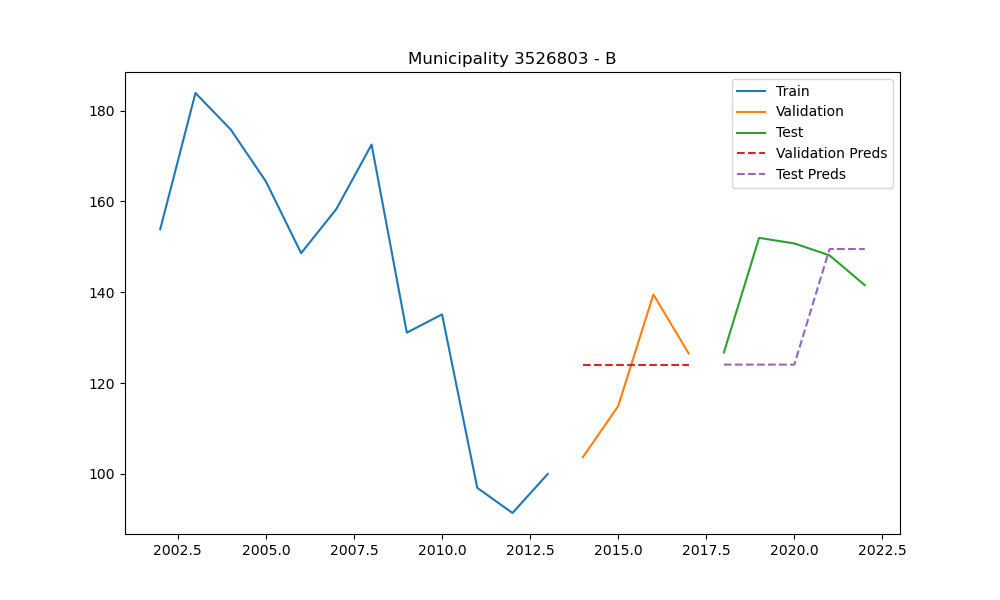 Municipality 3526803 - B
Train
Validation
Test
Validation Preds
Test Preds
180
160
140
120
100
2002.5 2005.0 2007.5 2010.0 2012.5 2015.0 2017.5 2020.0 2022.5